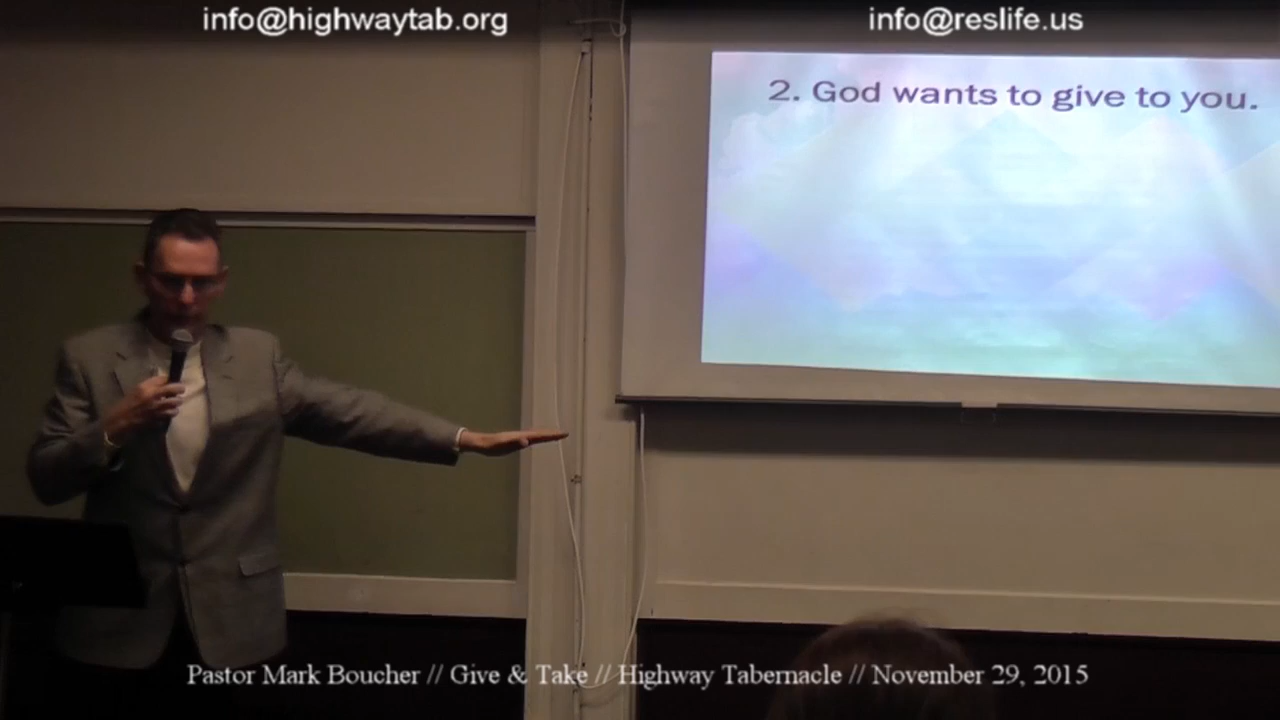 info@highwaytab.org
info@reslife.us
2. God wants to give to you.
Pastor Mark Boucher // Give & Take // Highway Tabernacle // November 29, 2015